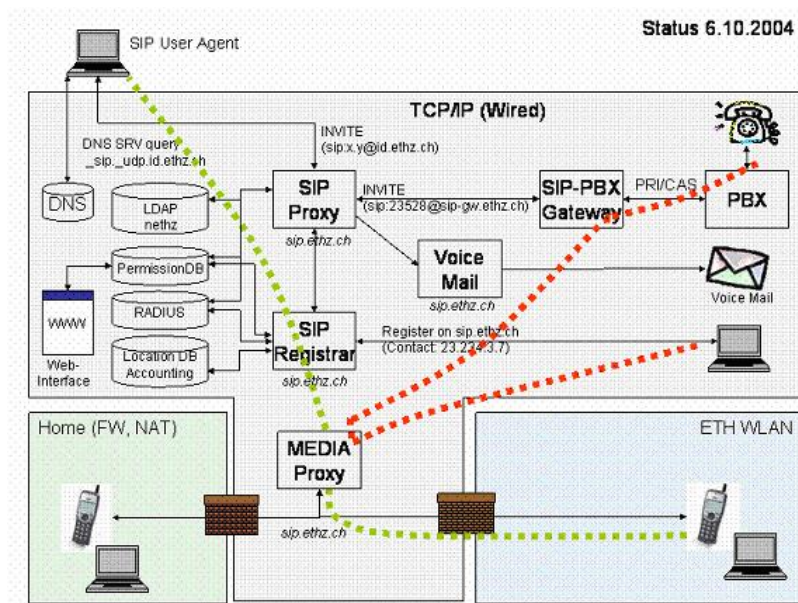 Status 6.10.2004
SIP User Agent
TCP/IP (Wired)
DNS SRV query
_sip._udp.id.ethz.ch
INVITE
(sip:x.y@id.ethz.ch)
DNS
LDAP
nethz
SIP
Proxy
sip.ethz.ch
INVITE
(sip:23528@sip-gw.ethz.ch)
SIP-PBX
Gateway
PRI/CAS
PBX
Voice
Mail
sip.ethz.ch
Voice Mail
PermissionDB
RADIUS
WWW
Web-
Interface
Location DB
Accounting
SIP
Registrar
sip.ethz.ch
Register on sip.ethz.ch
(Contact: 23.234.3.7)
Home (FW, NAT)
MEDIA
Proxy
sip.ethz.ch
ETH WLAN